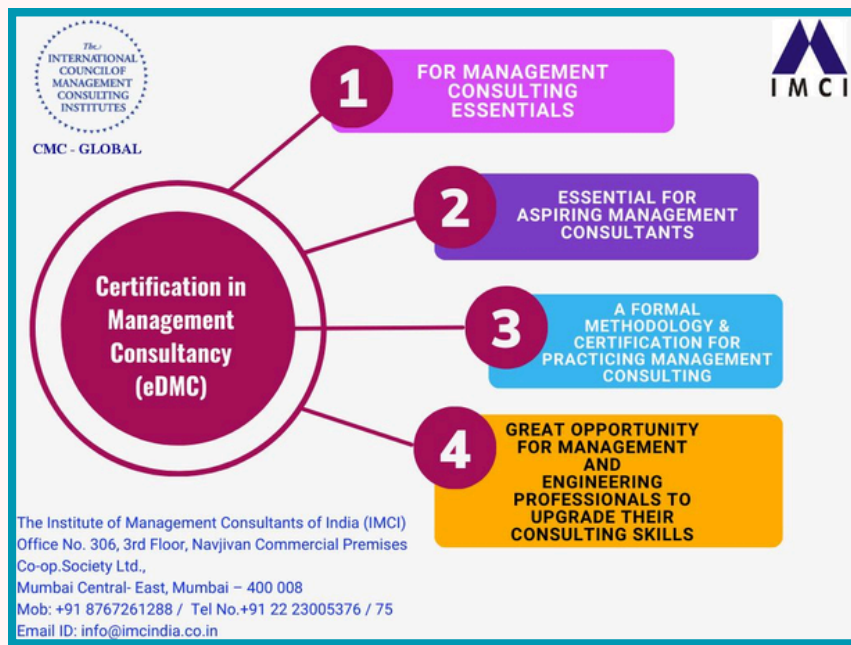 The
INTERNATIONAL
COUNCILOF
MANAGEMENT
CONSULTING
INSTITUTES
CMC - GLOBAL
IMCI
1
FOR MANAGEMENT
CONSULTING
ESSENTIALS
2
ESSENTIAL FOR
ASPIRING MANAGEMENT
CONSULTANTS
Certification in
Management
Consultancy
(eDMC)
3
A FORMAL
METHODOLOGY &
CERTIFICATION FOR
PRACTICING MANAGEMENT
CONSULTING
4
GREAT OPPORTUNITY
FOR MANAGEMENT
AND
ENGINEERING
PROFESSIONALS TO
UPGRADE THEIR
CONSULTING SKILLS
The Institute of Management Consultants of India (IMCI)
Office No. 306, 3rd Floor, Navjivan Commercial Premises
Co-op.Society Ltd.,
Mumbai Central- East, Mumbai – 400 008
Mob: +91 8767261288 / Tel No.+91 22 23005376 / 75
Email ID: info@imcindia.co.in